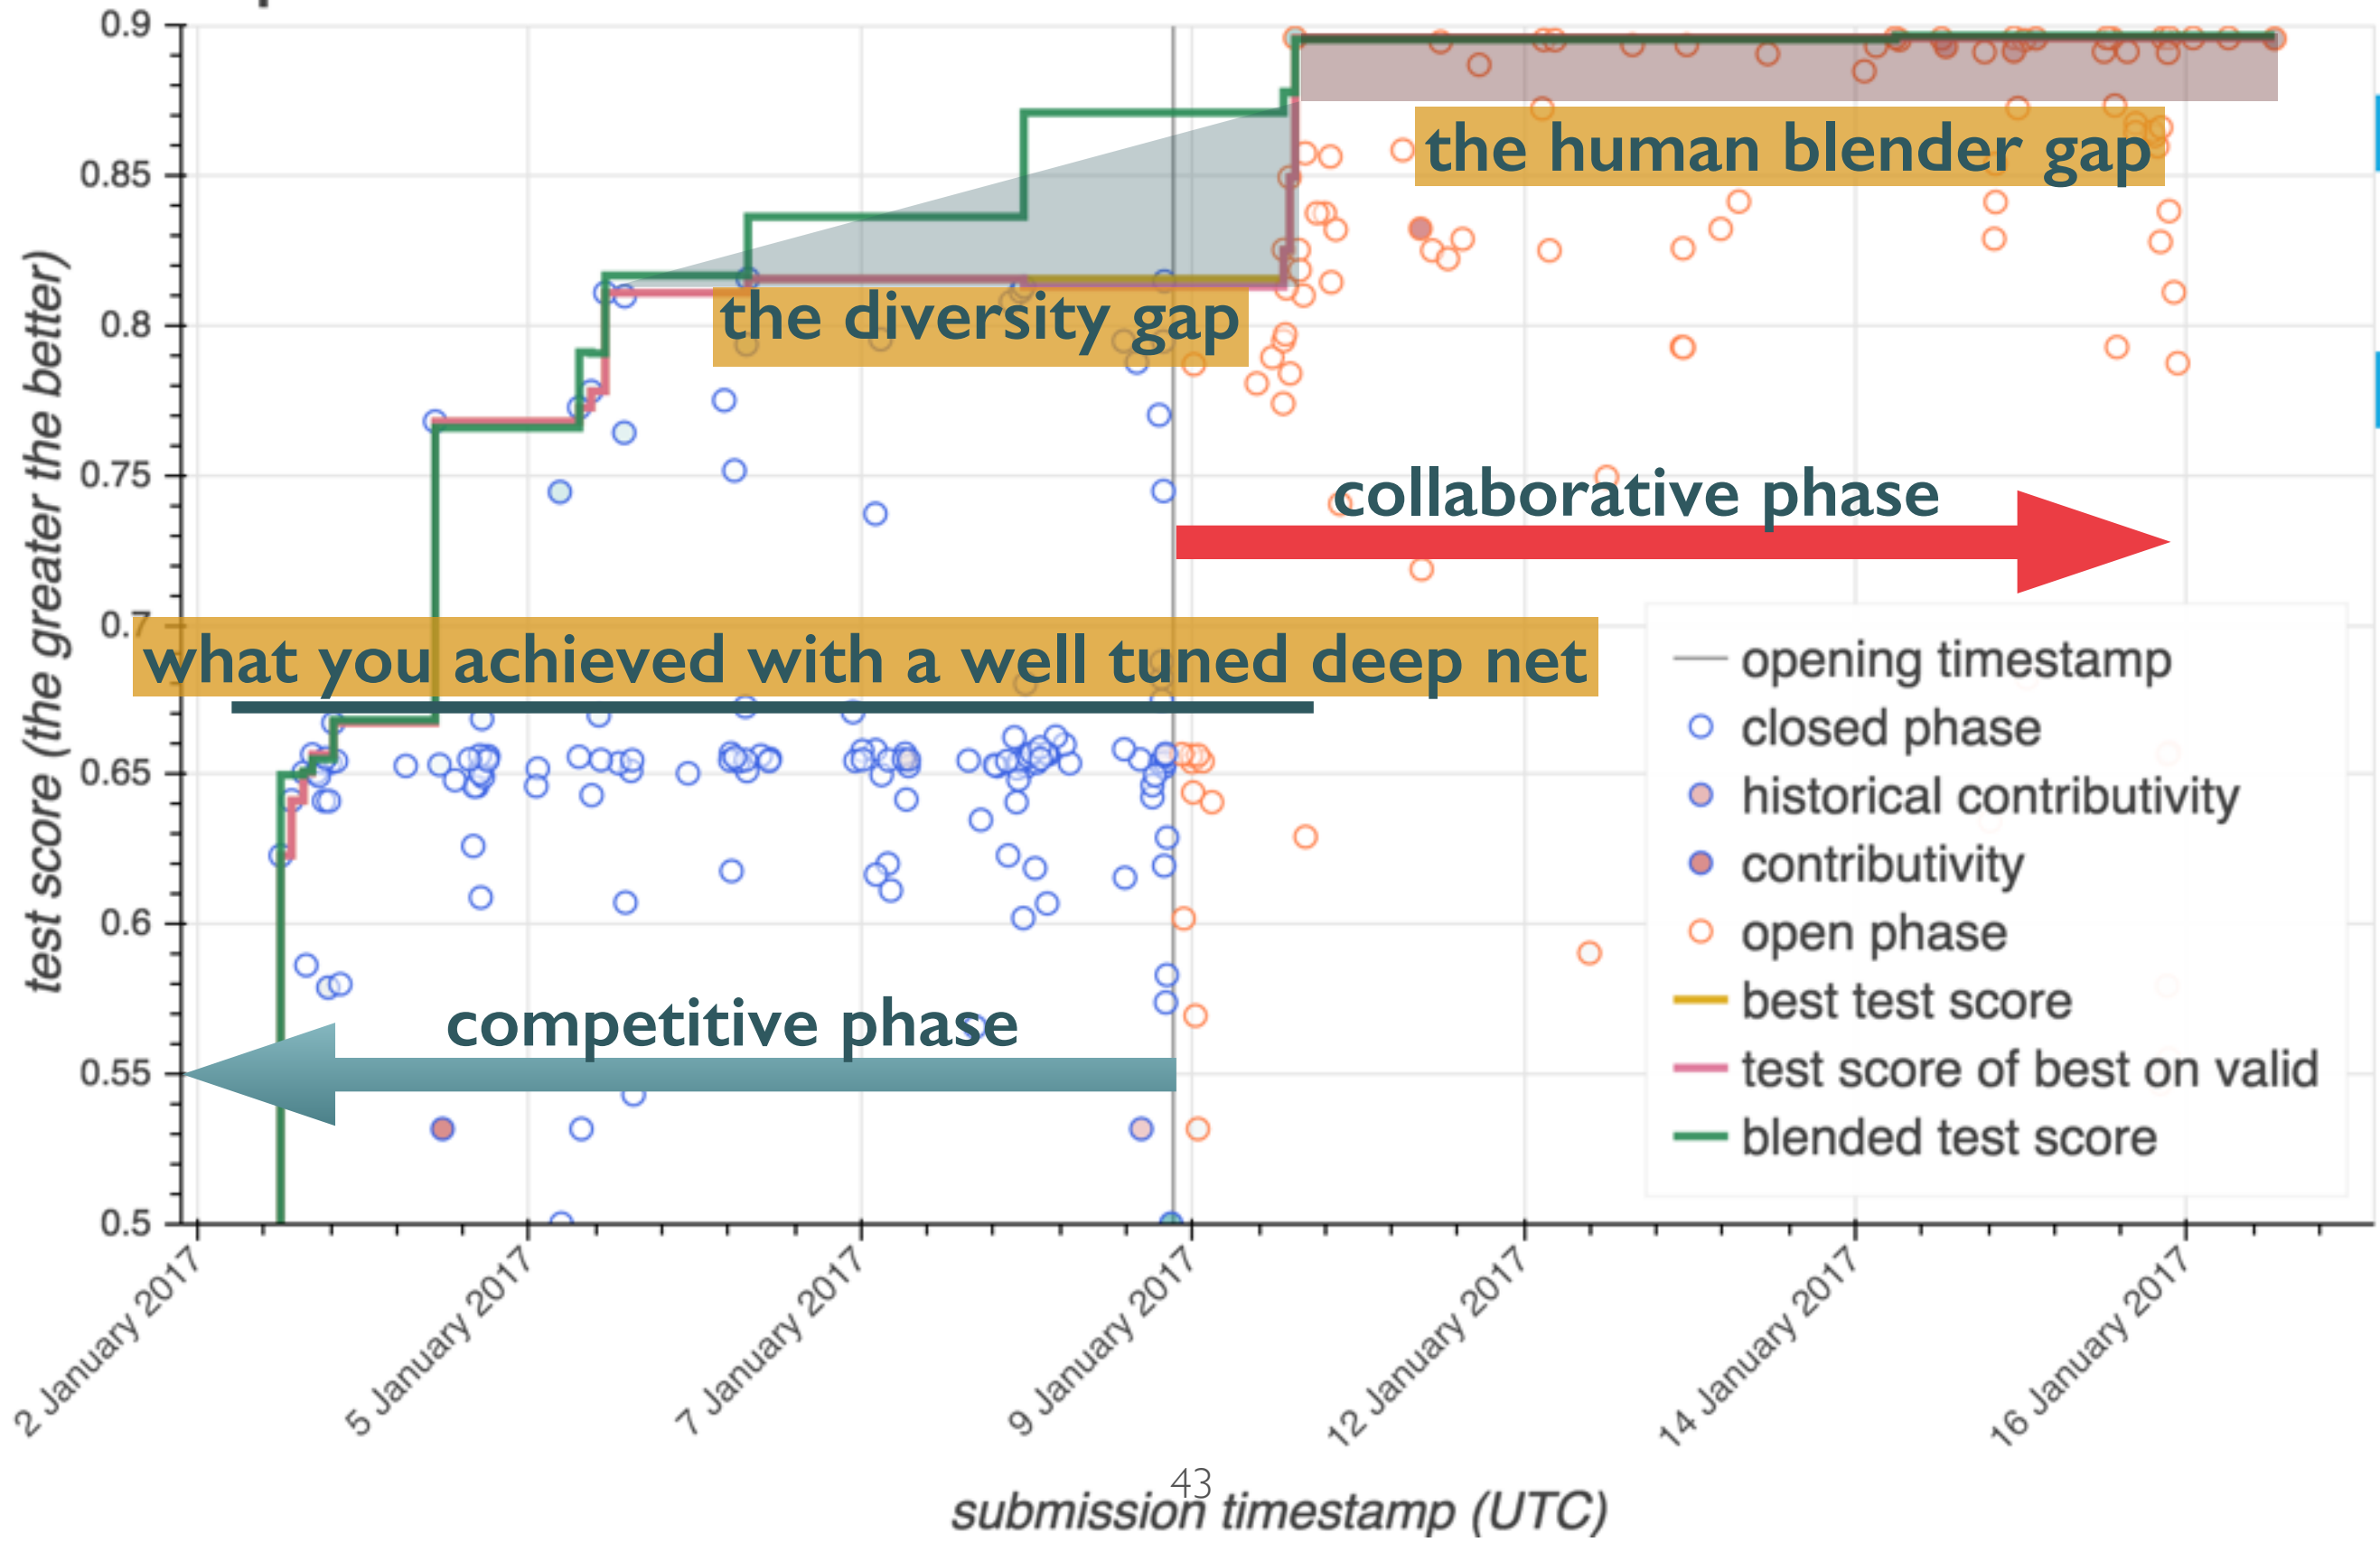 0.9
0.85
0.8
0.75
0.7
0.65
0.6
0.55
0.5
test score (the greater the better)
the human blender gap
the diversity gap
collaborative phase
what you achieved with a well tuned deep net
competitive phase
opening timestamp
closed phase
historical contributivity
contributivity
open phase
best test score
test score of best on valid
blended test score
2 January 2017
5 January 2017
7 January 2017
9 January 2017
12 January 2017
14 January 2017
16 January 2017
43
submission timestamp (UTC)